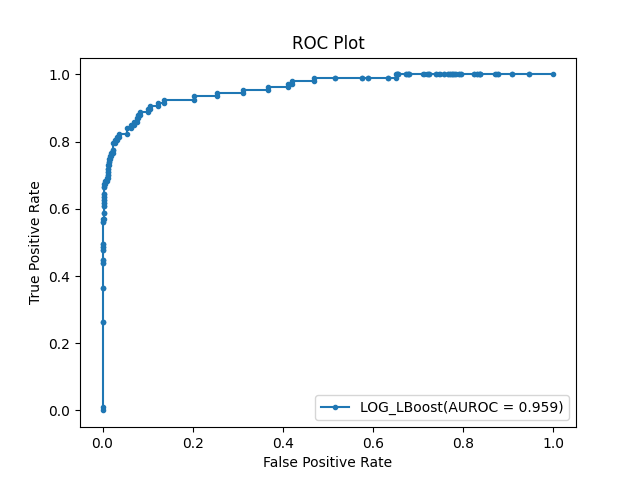 ROC Plot
True Positive Rate
1.0
0.8
0.6
0.4
0.2
0.0
LOG_LBoost(AUROC = 0.959)
0.0 0.2 0.4 0.6 0.8 1.0
False Positive Rate